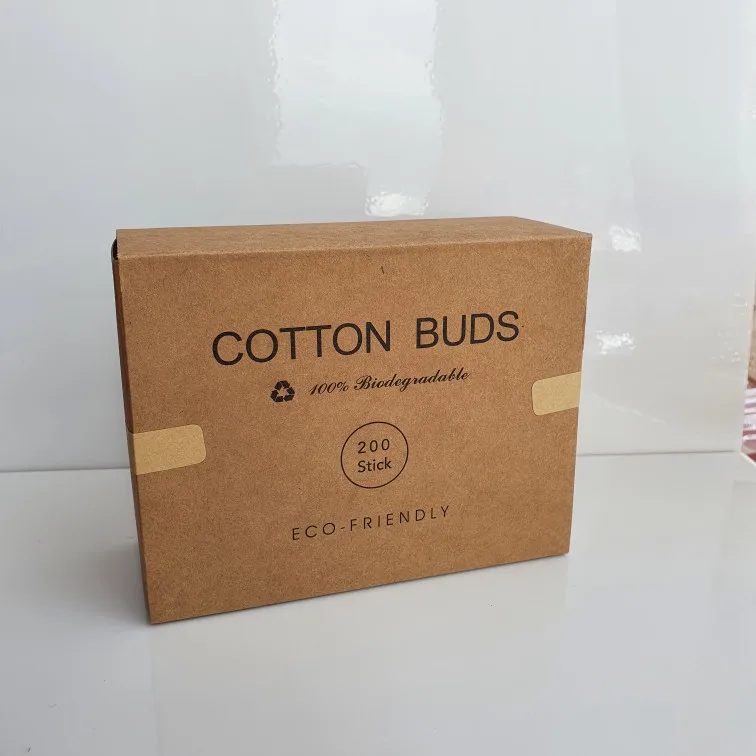 COTTON BUDS
100% Biodegradable
200
Stick
ECO-FRIENDLY